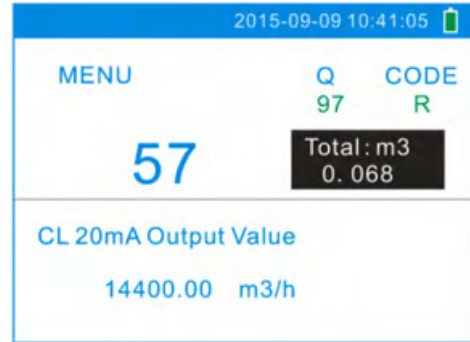 2015-09-09 10:41:05
MENU Q CODE
97 R
57
Total: m3
0.068
CL 20mA Output Value
14400.00 m3/h